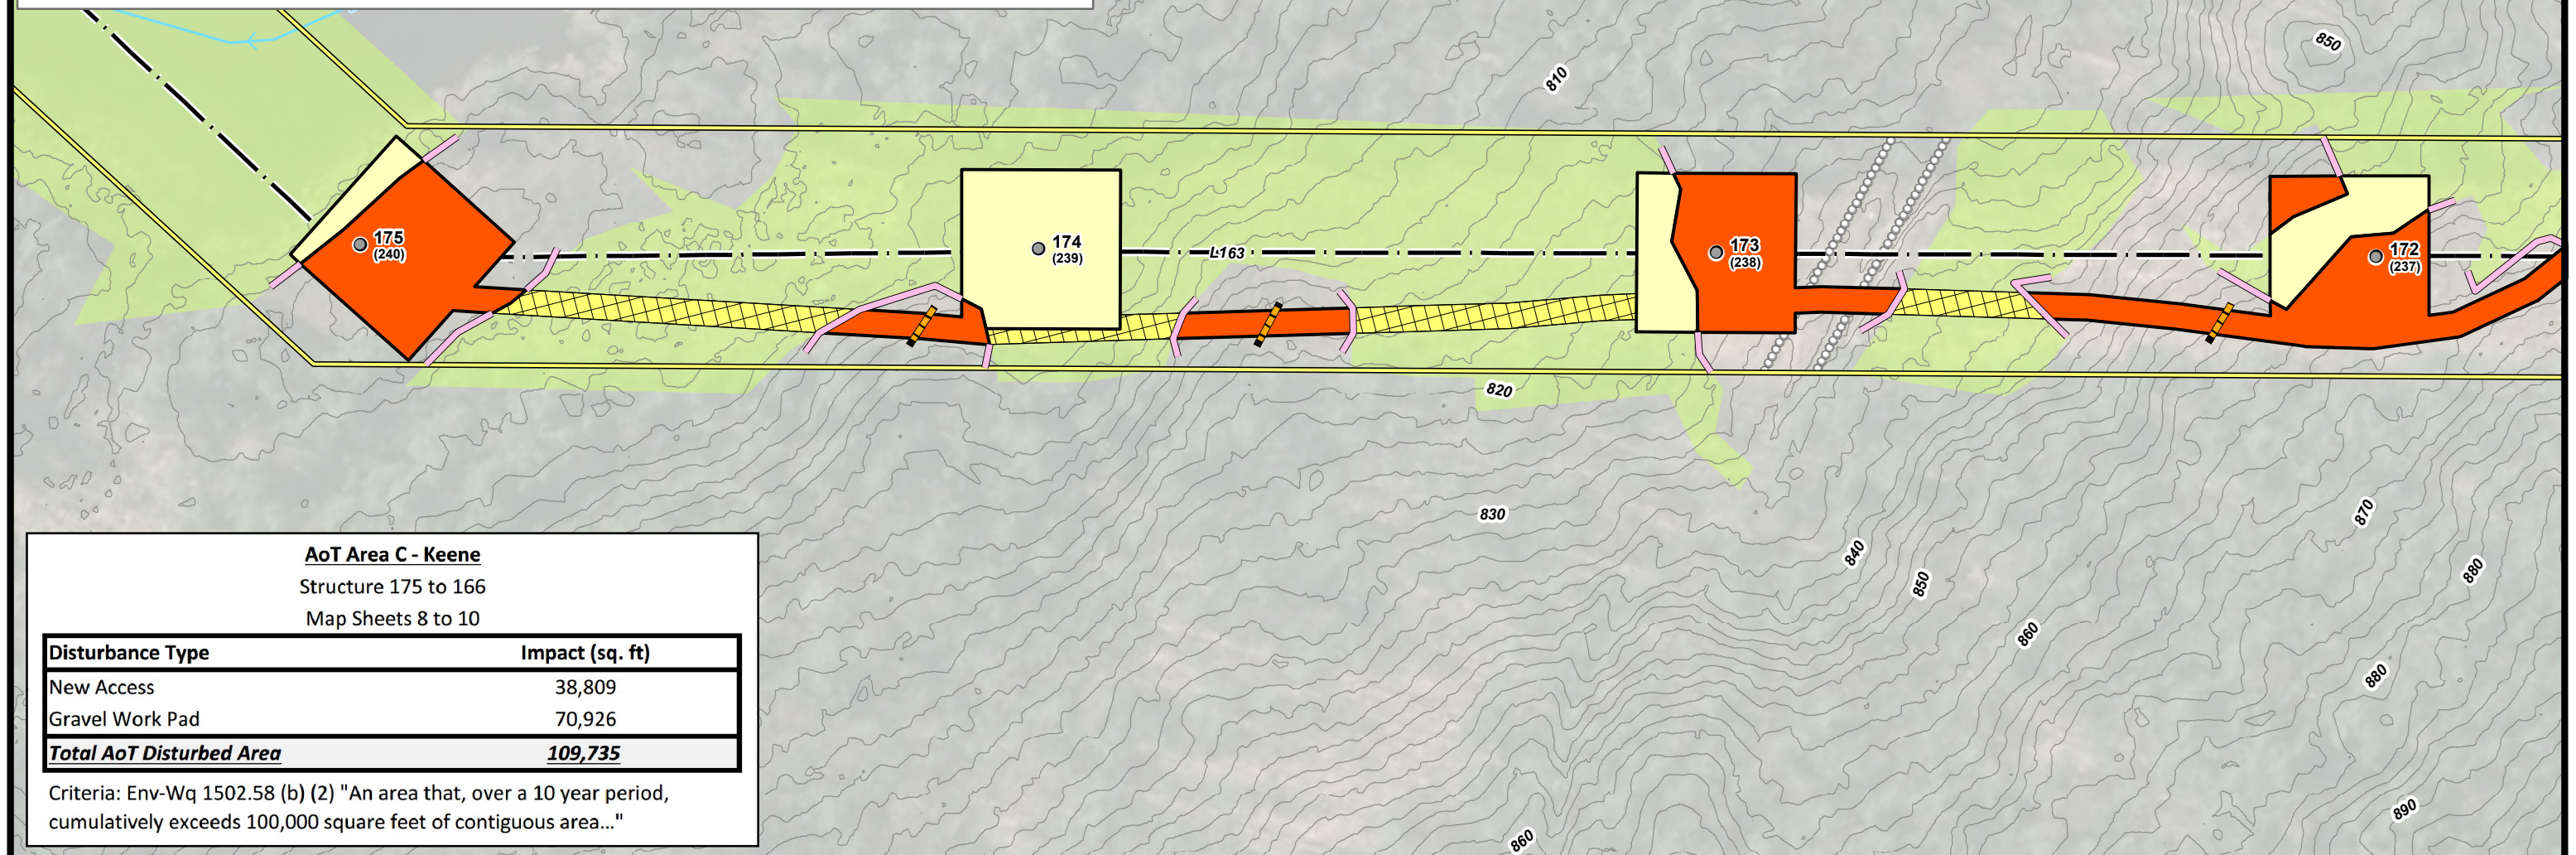 850
810
175
(240)
174
(239)
L163
173
(238)
172
(237)
820
830
840
850
860
870
880
880
890
860
AoT Area C - Keene
Structure 175 to 166
Map Sheets 8 to 10
Disturbance Type Impact (sq. ft)
New Access 38,809
Gravel Work Pad 70,926
Total AoT Disturbed Area 109,735
Criteria: Env-Wq 1502.58 (b) (2) "An area that, over a 10 year period,
cumulatively exceeds 100,000 square feet of contiguous area..."